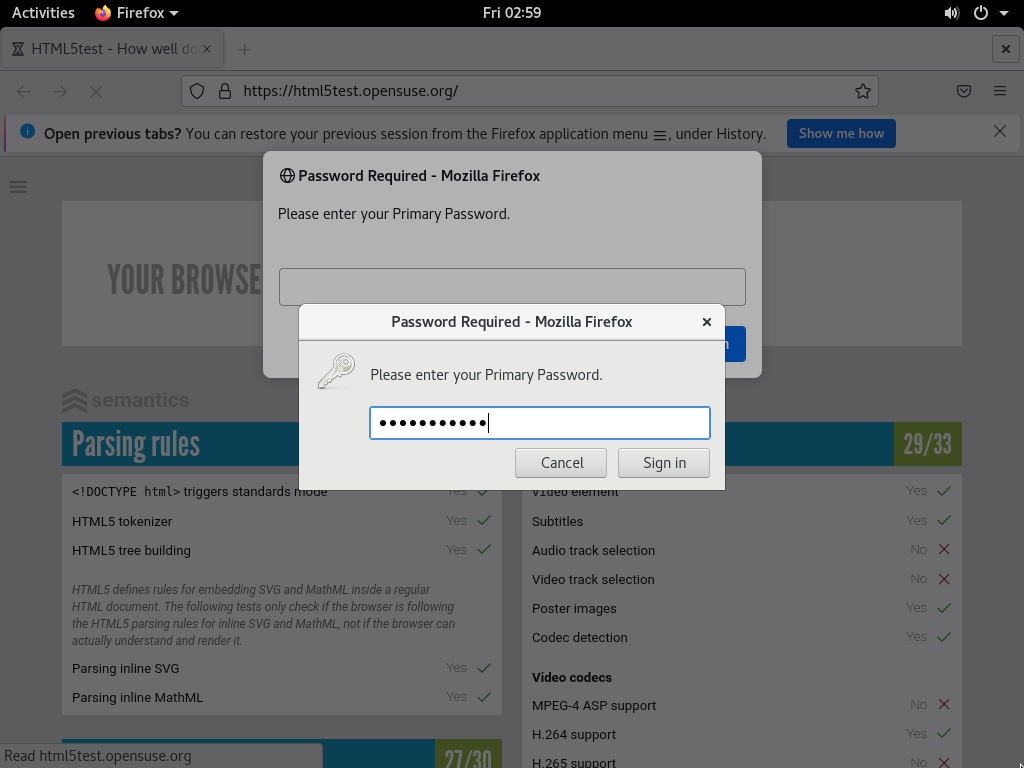 Activities Firefox Fri 02:59
HTML5test - How well do
https://html5test.opensuse.org/
Open previous tabs? You can restore your previous session from the Firefox application menu ☰, under History. Show me how
Password Required - Mozilla Firefox
Please enter your Primary Password.
YOUR BROWSE
Password Required - Mozilla Firefox
Please enter your Primary Password.
•••••••••••
Cancel Sign in
semantics
Parsing rules
29/33
<!DOCTYPE html> triggers standards mode Yes
HTML5 tokenizer Yes
HTML5 tree building Yes
HTML5 defines rules for embedding SVG and MathML inside a regular
HTML document. The following tests only check if the browser is following
the HTML5 parsing rules for inline SVG and MathML, not if the browser can
actually understand and render it.
Parsing inline SVG Yes
Parsing inline MathML Yes
27/30
Video element Yes
Subtitles Yes
Audio track selection No
Video track selection No
Poster images Yes
Codec detection Yes
Video codecs
MPEG-4 ASP support No
H.264 support Yes
H.265 support No
Read html5test.opensuse.org